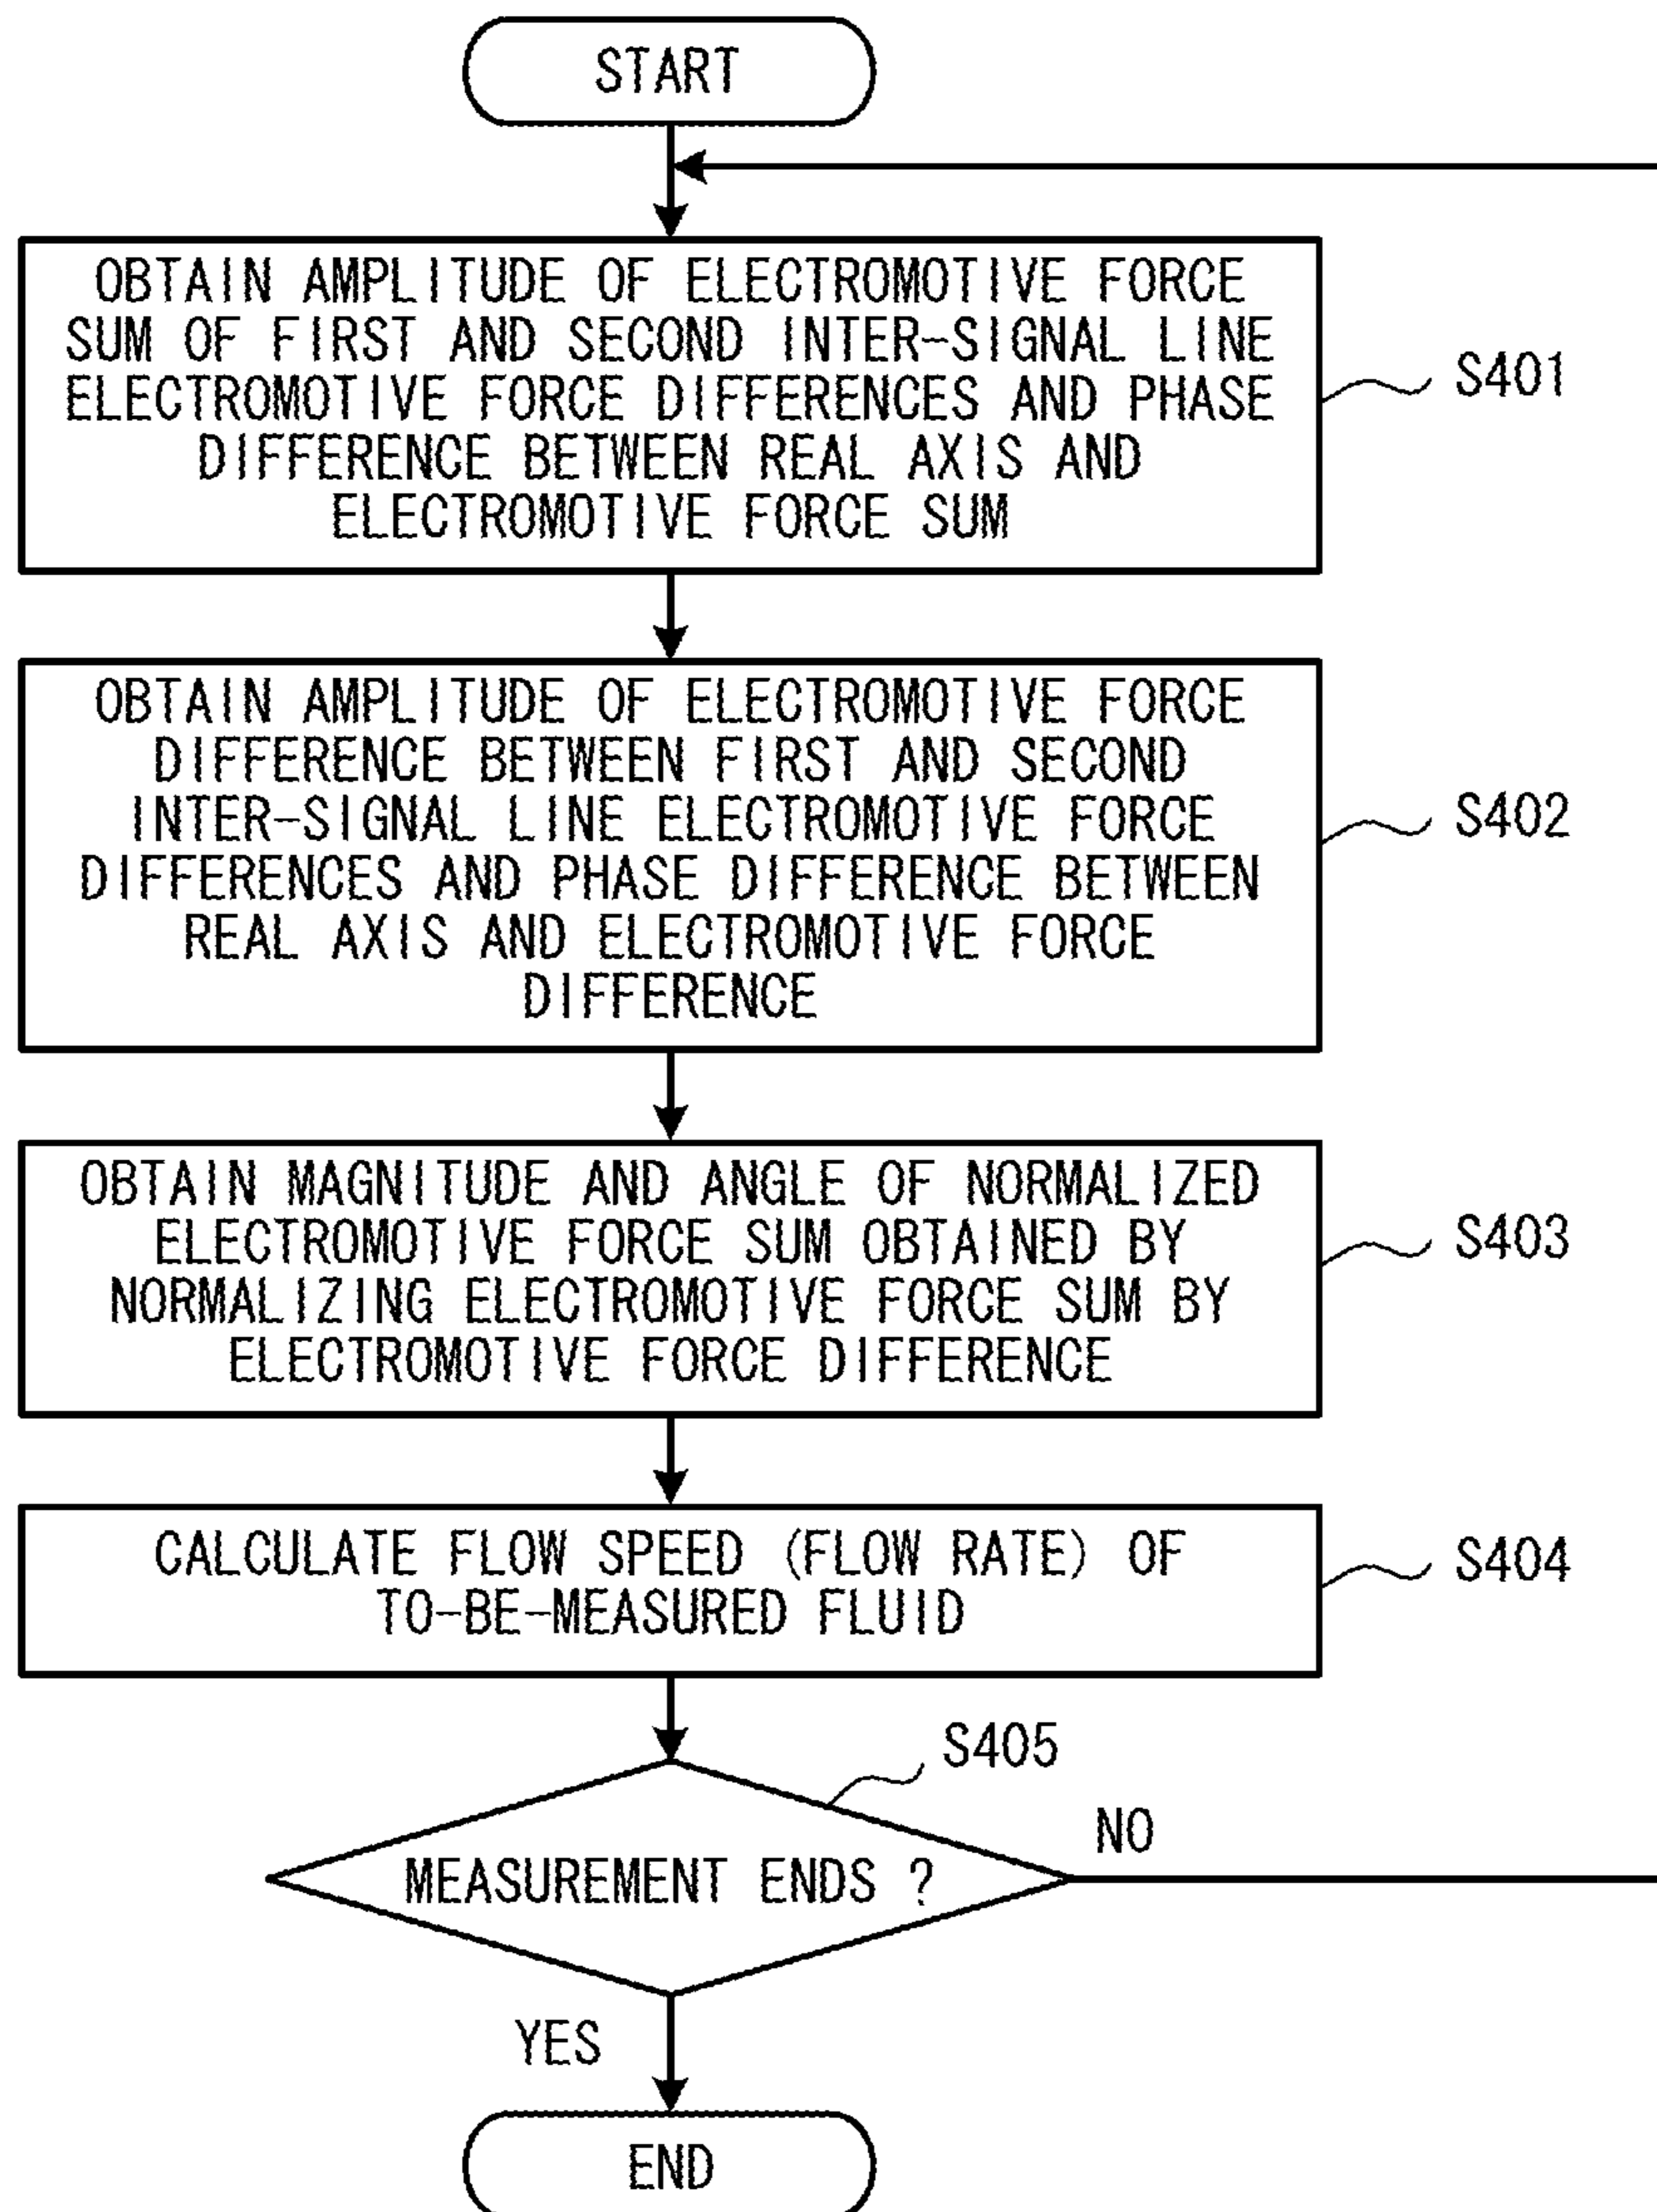 START
OBTAIN AMPLITUDE OF ELECTROMOTIVE FORCE
SUM OF FIRST AND SECOND INTER-SIGNAL LINE
ELECTROMOTIVE FORCE DIFFERENCES AND PHASE
DIFFERENCE BETWEEN REAL AXIS AND
ELECTROMOTIVE FORCE SUM
S401
OBTAIN AMPLITUDE OF ELECTROMOTIVE FORCE
DIFFERENCE BETWEEN FIRST AND SECOND
INTER-SIGNAL LINE ELECTROMOTIVE FORCE
DIFFERENCES AND PHASE DIFFERENCE BETWEEN
REAL AXIS AND ELECTROMOTIVE FORCE
DIFFERENCE
S402
OBTAIN MAGNITUDE AND ANGLE OF NORMALIZED
ELECTROMOTIVE FORCE SUM OBTAINED BY
NORMALIZING ELECTROMOTIVE FORCE SUM BY
ELECTROMOTIVE FORCE DIFFERENCE
S403
CALCULATE FLOW SPEED (FLOW RATE) OF
TO-BE-MEASURED FLUID
S404
S405
MEASUREMENT ENDS ?
NO
YES
END